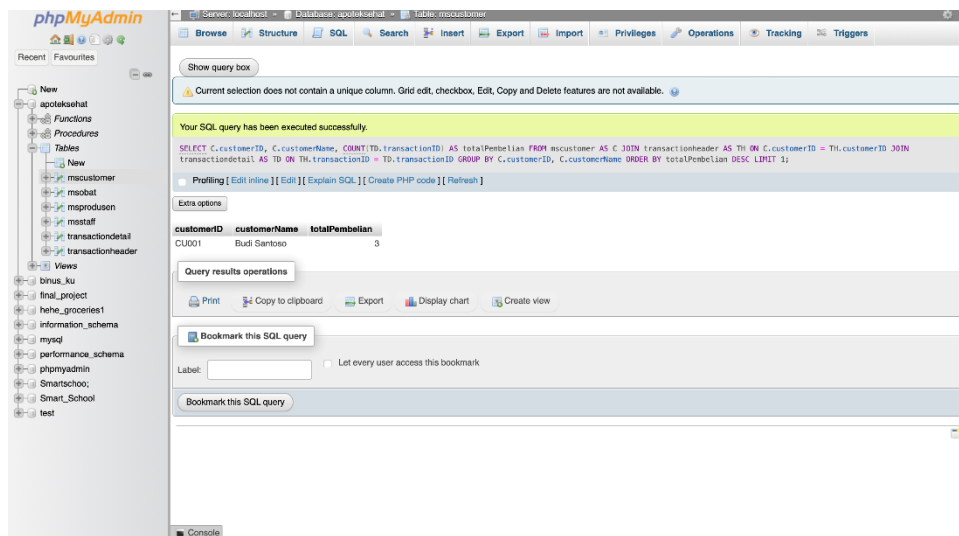 phpMyAdmin
Recent Favourites
New
apoteksehat
Functions
Procedures
Tables
New
mscustomer
msobat
msprodusen
msstaff
transactiondetail
transactionheader
Views
binus_ku
final_project
hehe_groceries1
information_schema
mysql
performance_schema
phpmyadmin
Smartschoo;
Smart_School
test
Server: localhost » Database: apoteksehat » Table: mscustomer
Browse Structure SQL Search Insert Export Import Privileges Operations Tracking Triggers
Show query box
Current selection does not contain a unique column. Grid edit, checkbox, Edit, Copy and Delete features are not available.
Your SQL query has been executed successfully.
SELECT C.customerID, C.customerName, COUNT(TD.transactionID) AS totalPembelian FROM mscustomer AS C JOIN transactionheader AS TH ON C.customerID = TH.customerID JOIN
transactiondetail AS TD ON TH.transactionID = TD.transactionID GROUP BY C.customerID, C.customerName ORDER BY totalPembelian DESC LIMIT 1;
Profiling [ Edit inline ] [ Edit ] [ Explain SQL ] [ Create PHP code ] [ Refresh ]
Extra options
customerID customerName totalPembelian
CU001 Budi Santoso 3
Query results operations
Print Copy to clipboard Export Display chart Create view
Bookmark this SQL query
Label: Let every user access this bookmark
Bookmark this SQL query
Console